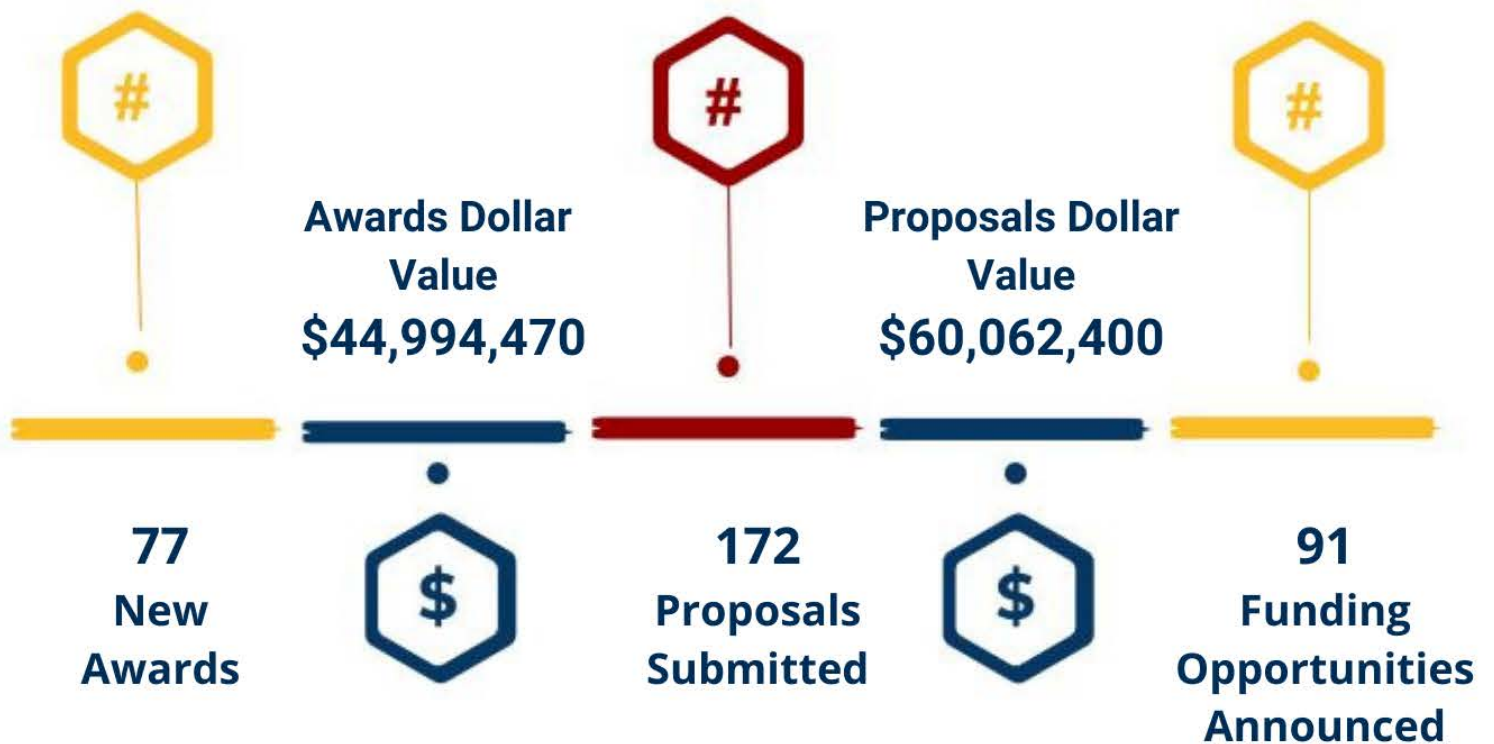 #
#
#
Awards Dollar
Value
$44,994,470
Proposals Dollar
Value
$60,062,400
77
New
Awards
$
172
Proposals
Submitted
$
91
Funding
Opportunities
Announced